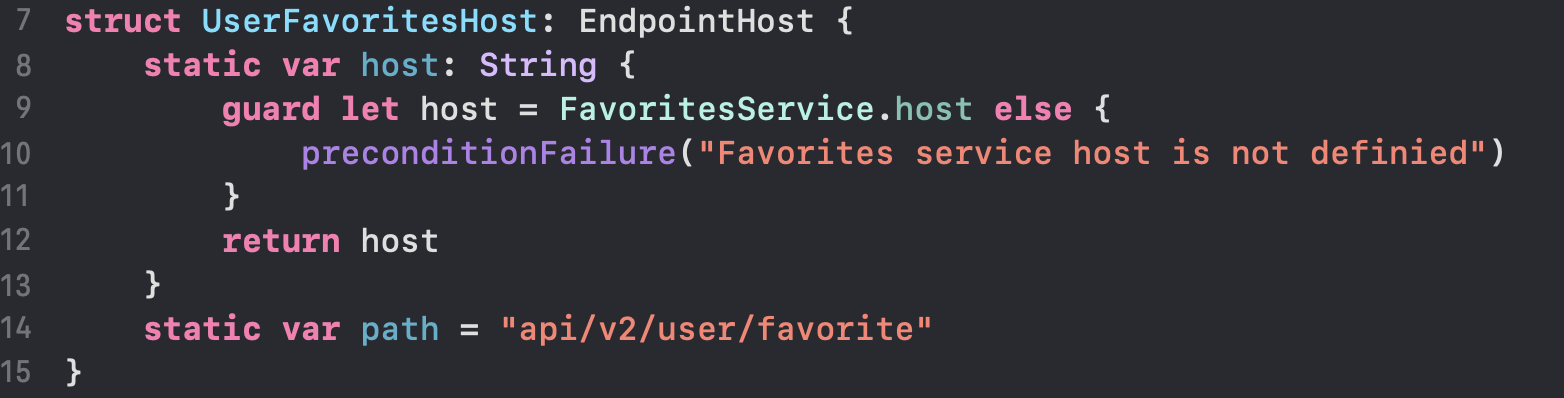 7 struct UserFavoritesHost: EndpointHost {
8     static var host: String {
9         guard let host = FavoritesService.host else {
10             preconditionFailure("Favorites service host is not definied")
11         }
12         return host
13     }
14     static var path = "api/v2/user/favorite"
15 }